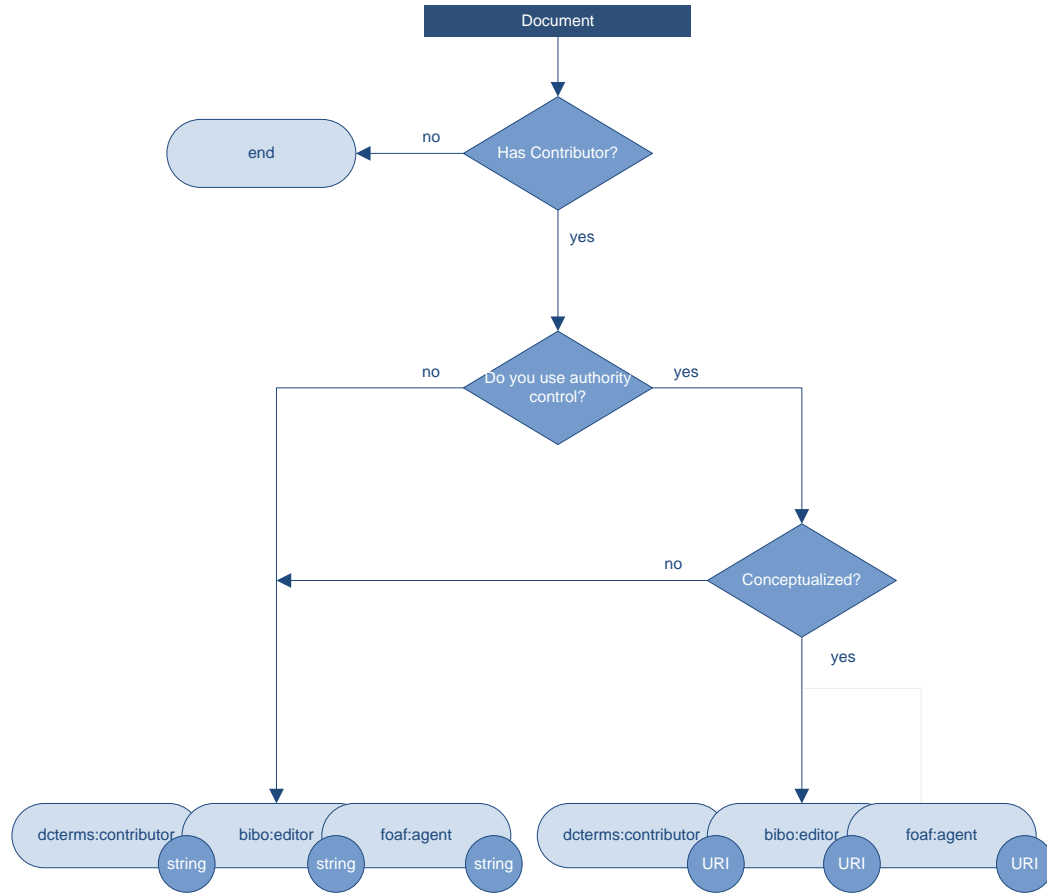 Document
no
end
Has Contributor?
yes
no
Do you use authority
control?
yes
no
Conceptualized?
yes
dcterms:contributor
bibo:editor
foaf:agent
string
string
string
dcterms:contributor
bibo:editor
foaf:agent
URI
URI
URI